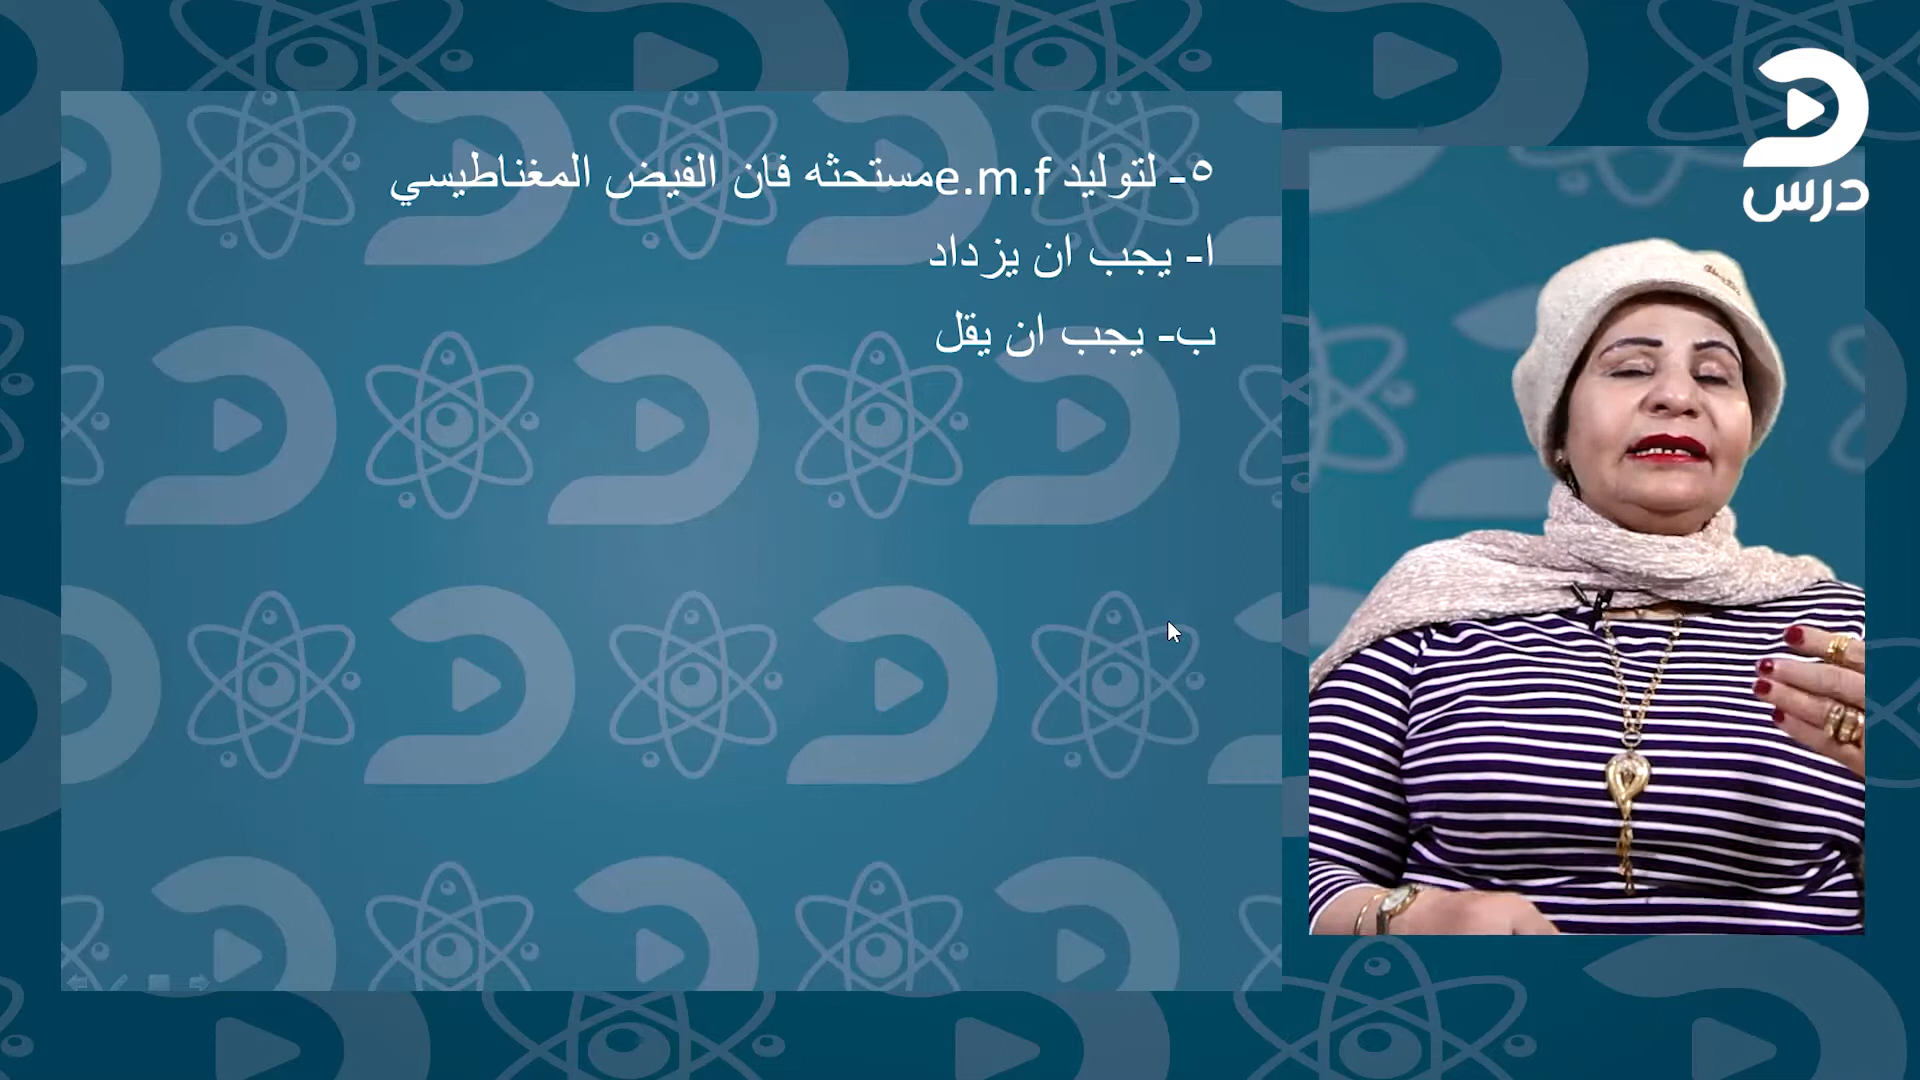 ٥- لتوليد e.m.f مستحثه فان الفيض المغناطيسي
ا- يجب ان يزداد
ب- يجب ان يقل
درس